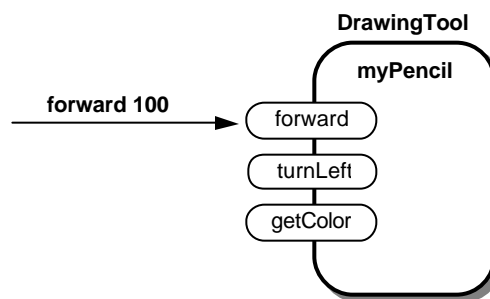 DrawingTool
myPencil
forward 100
forward
turnLeft
getColor